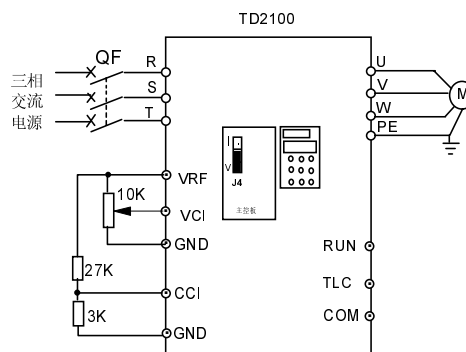 TD2100
QF
三相
交流
电源
R
S
T
U
V
W
PE
M
I
V
J4
主控板
VRF
10K
VCI
GND
27K
CCI
3K
GND
RUN
TLC
COM